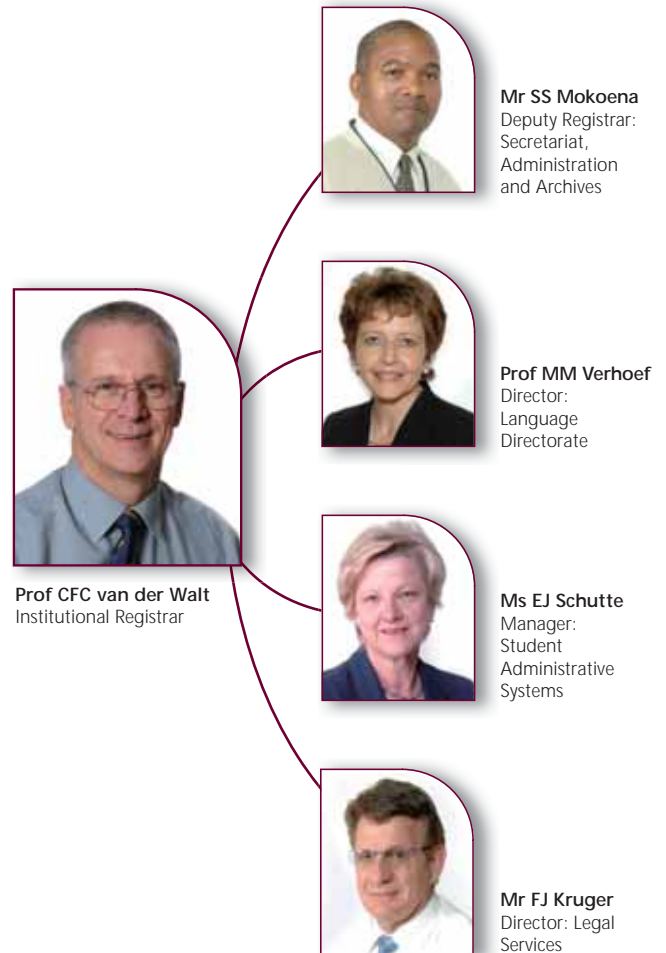 Mr SS Mokoena
Deputy Registrar:
Secretariat,
Administration
and Archives
Prof MM Verhoef
Director:
Language
Directorate
Prof CFC van der Walt
Institutional Registrar
Ms EJ Schutte
Manager:
Student
Administrative
Systems
Mr FJ Kruger
Director: Legal
Services